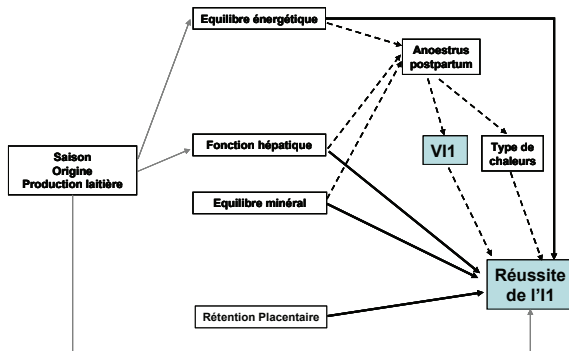 Equilibre énergétique
Anoestrus
postpartum
Fonction hépatique
VI1
Type de
chaleurs
Saison
Origine
Production laitière
Equilibre minéral
Réussite
de l'I1
Rétention Placentaire